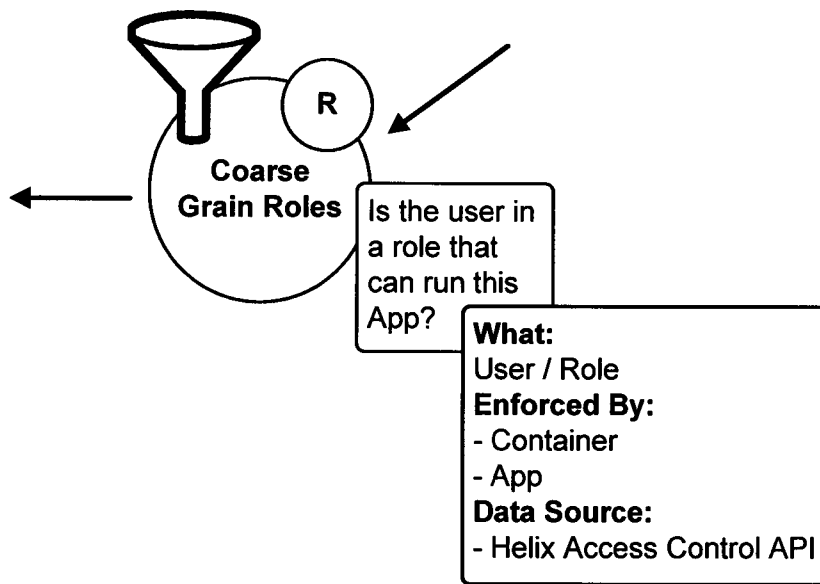 R
Coarse
Grain Roles
Is the user in
a role that
can run this
App?
What:
User / Role
Enforced By:
- Container
- App
Data Source:
- Helix Access Control API